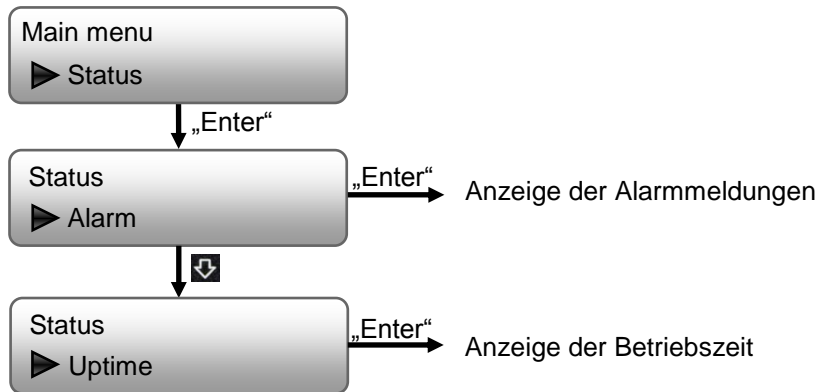 Main menu
Status
„Enter“
Status
Alarm
„Enter“
Anzeige der Alarmmeldungen
Status
Uptime
„Enter“
Anzeige der Betriebszeit